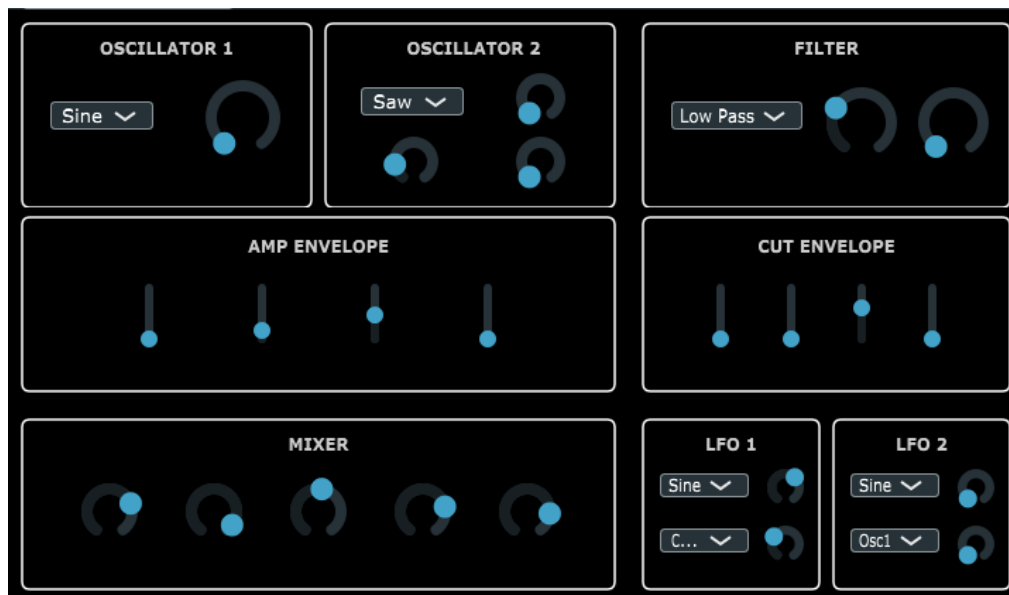 OSCILLATOR 1
Sine
OSCILLATOR 2
Saw
FILTER
Low Pass
AMP ENVELOPE
CUT ENVELOPE
MIXER
LFO 1
Sine
C...
LFO 2
Sine
Osc1